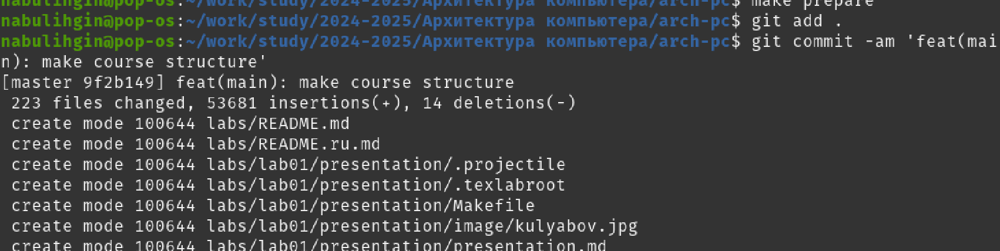 nabulihgin@pop-os:~/work/study/2024-2025/Архитектура компьютера/arch-pc$ make prepare
nabulihgin@pop-os:~/work/study/2024-2025/Архитектура компьютера/arch-pc$ git add .
nabulihgin@pop-os:~/work/study/2024-2025/Архитектура компьютера/arch-pc$ git commit -am 'feat(mai
n): make course structure'
[master 9f2b149] feat(main): make course structure
 223 files changed, 53681 insertions(+), 14 deletions(-)
 create mode 100644 labs/README.md
 create mode 100644 labs/README.ru.md
 create mode 100644 labs/lab01/presentation/.projectile
 create mode 100644 labs/lab01/presentation/.texlabroot
 create mode 100644 labs/lab01/presentation/Makefile
 create mode 100644 labs/lab01/presentation/image/kulyabov.jpg
 create mode 100644 labs/lab01/presentation/presentation.md